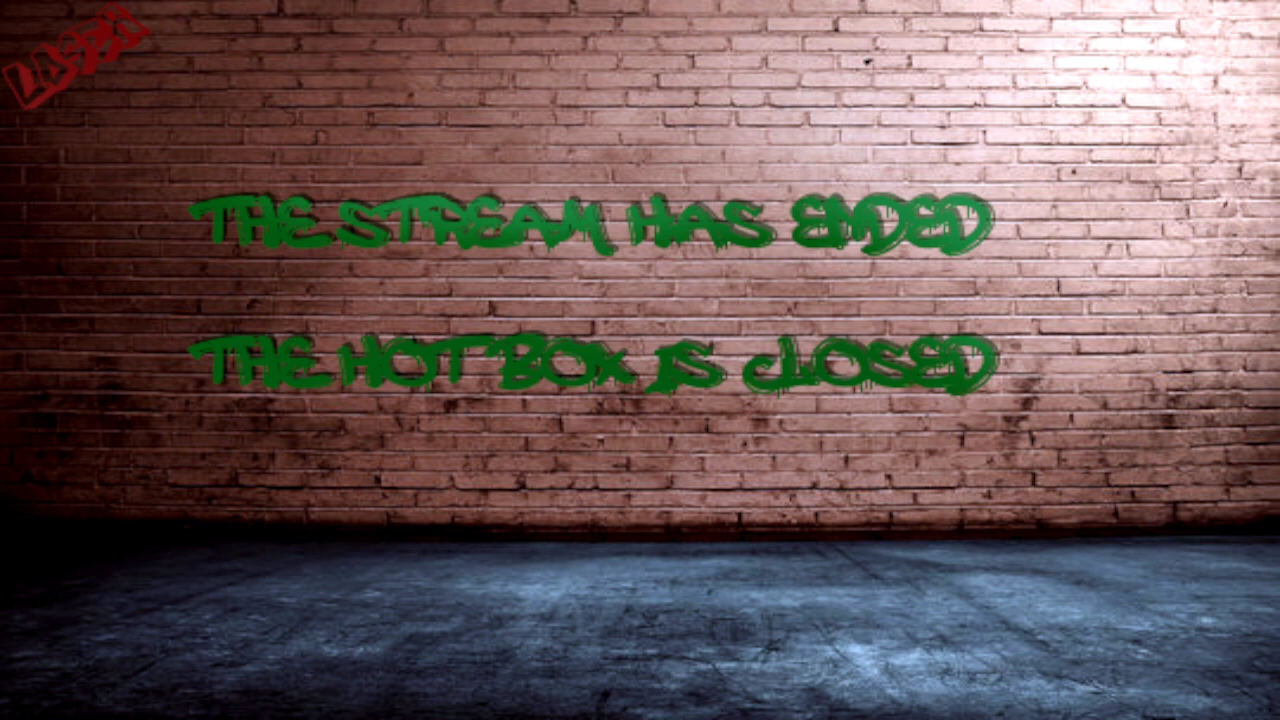 THE STREAM HAS ENDED
THE HOT BOX IS CLOSED